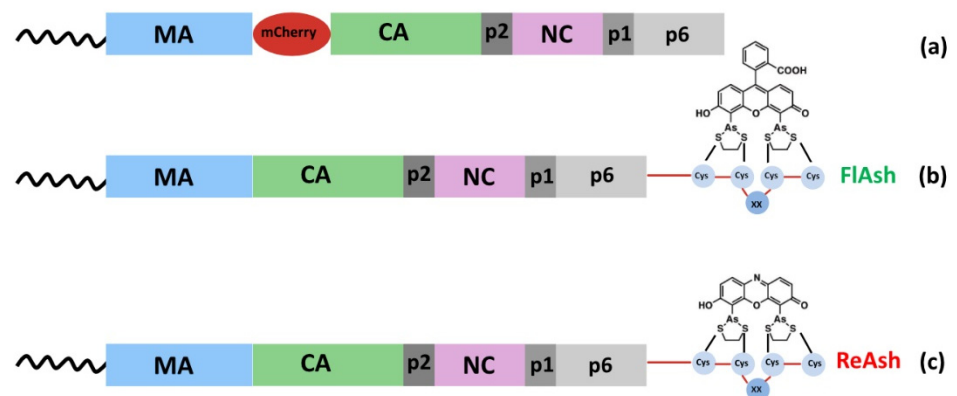 MA mCherry CA p2 NC p1 p6 (a)
COOH
HO O O
As As
S S S S
MA CA p2 NC p1 p6 Cys Cys Cys Cys FlAsh (b)
XX
N
HO O O
As As
S S S S
MA CA p2 NC p1 p6 Cys Cys Cys Cys ReAsh (c)
XX